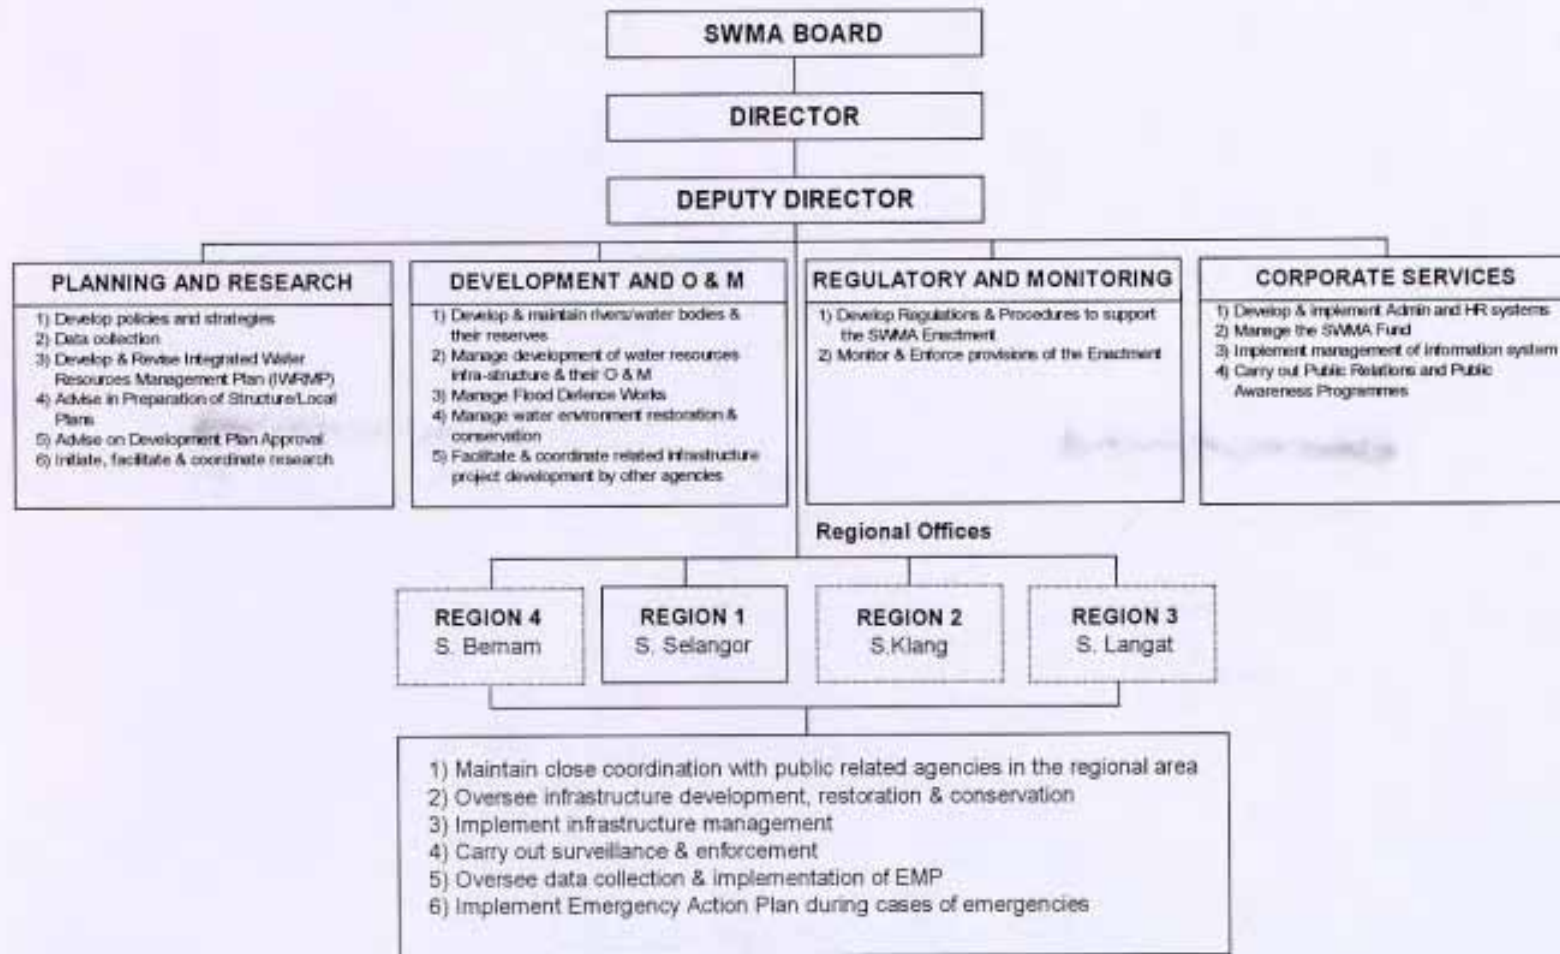 SWMA BOARD
DIRECTOR
DEPUTY DIRECTOR
PLANNING AND RESEARCH
1) Develop policies and strategies
2) Data collection
3) Develop & Revise Integrated Water
Resources Management Plan (IWRMP)
4) Advise in Preparation of Structure/Local
Plans
5) Advise on Development Plan Approval
6) Initiate, facilitate & coordinate research
DEVELOPMENT AND O & M
1) Develop & maintain rivers/water bodies &
their reserves
2) Manage development of water resources
infra-structure & their O & M
3) Manage Flood Defence Works
4) Manage water environment restoration &
conservation
5) Facilitate & coordinate related infrastructure
project development by other agencies
REGULATORY AND MONITORING
1) Develop Regulations & Procedures to support
the SWMA Enactment
2) Monitor & Enforce provisions of the Enactment
CORPORATE SERVICES
1) Develop & implement Admin and HR systems
2) Manage the SWMA Fund
3) Implement management of information system
4) Carry out Public Relations and Public
Awareness Programmes
Regional Offices
REGION 4
S. Bernam
REGION 1
S. Selangor
REGION 2
S.Klang
REGION 3
S. Langat
1) Maintain close coordination with public related agencies in the regional area
2) Oversee infrastructure development, restoration & conservation
3) Implement infrastructure management
4) Carry out surveillance & enforcement
5) Oversee data collection & implementation of EMP
6) Implement Emergency Action Plan during cases of emergencies